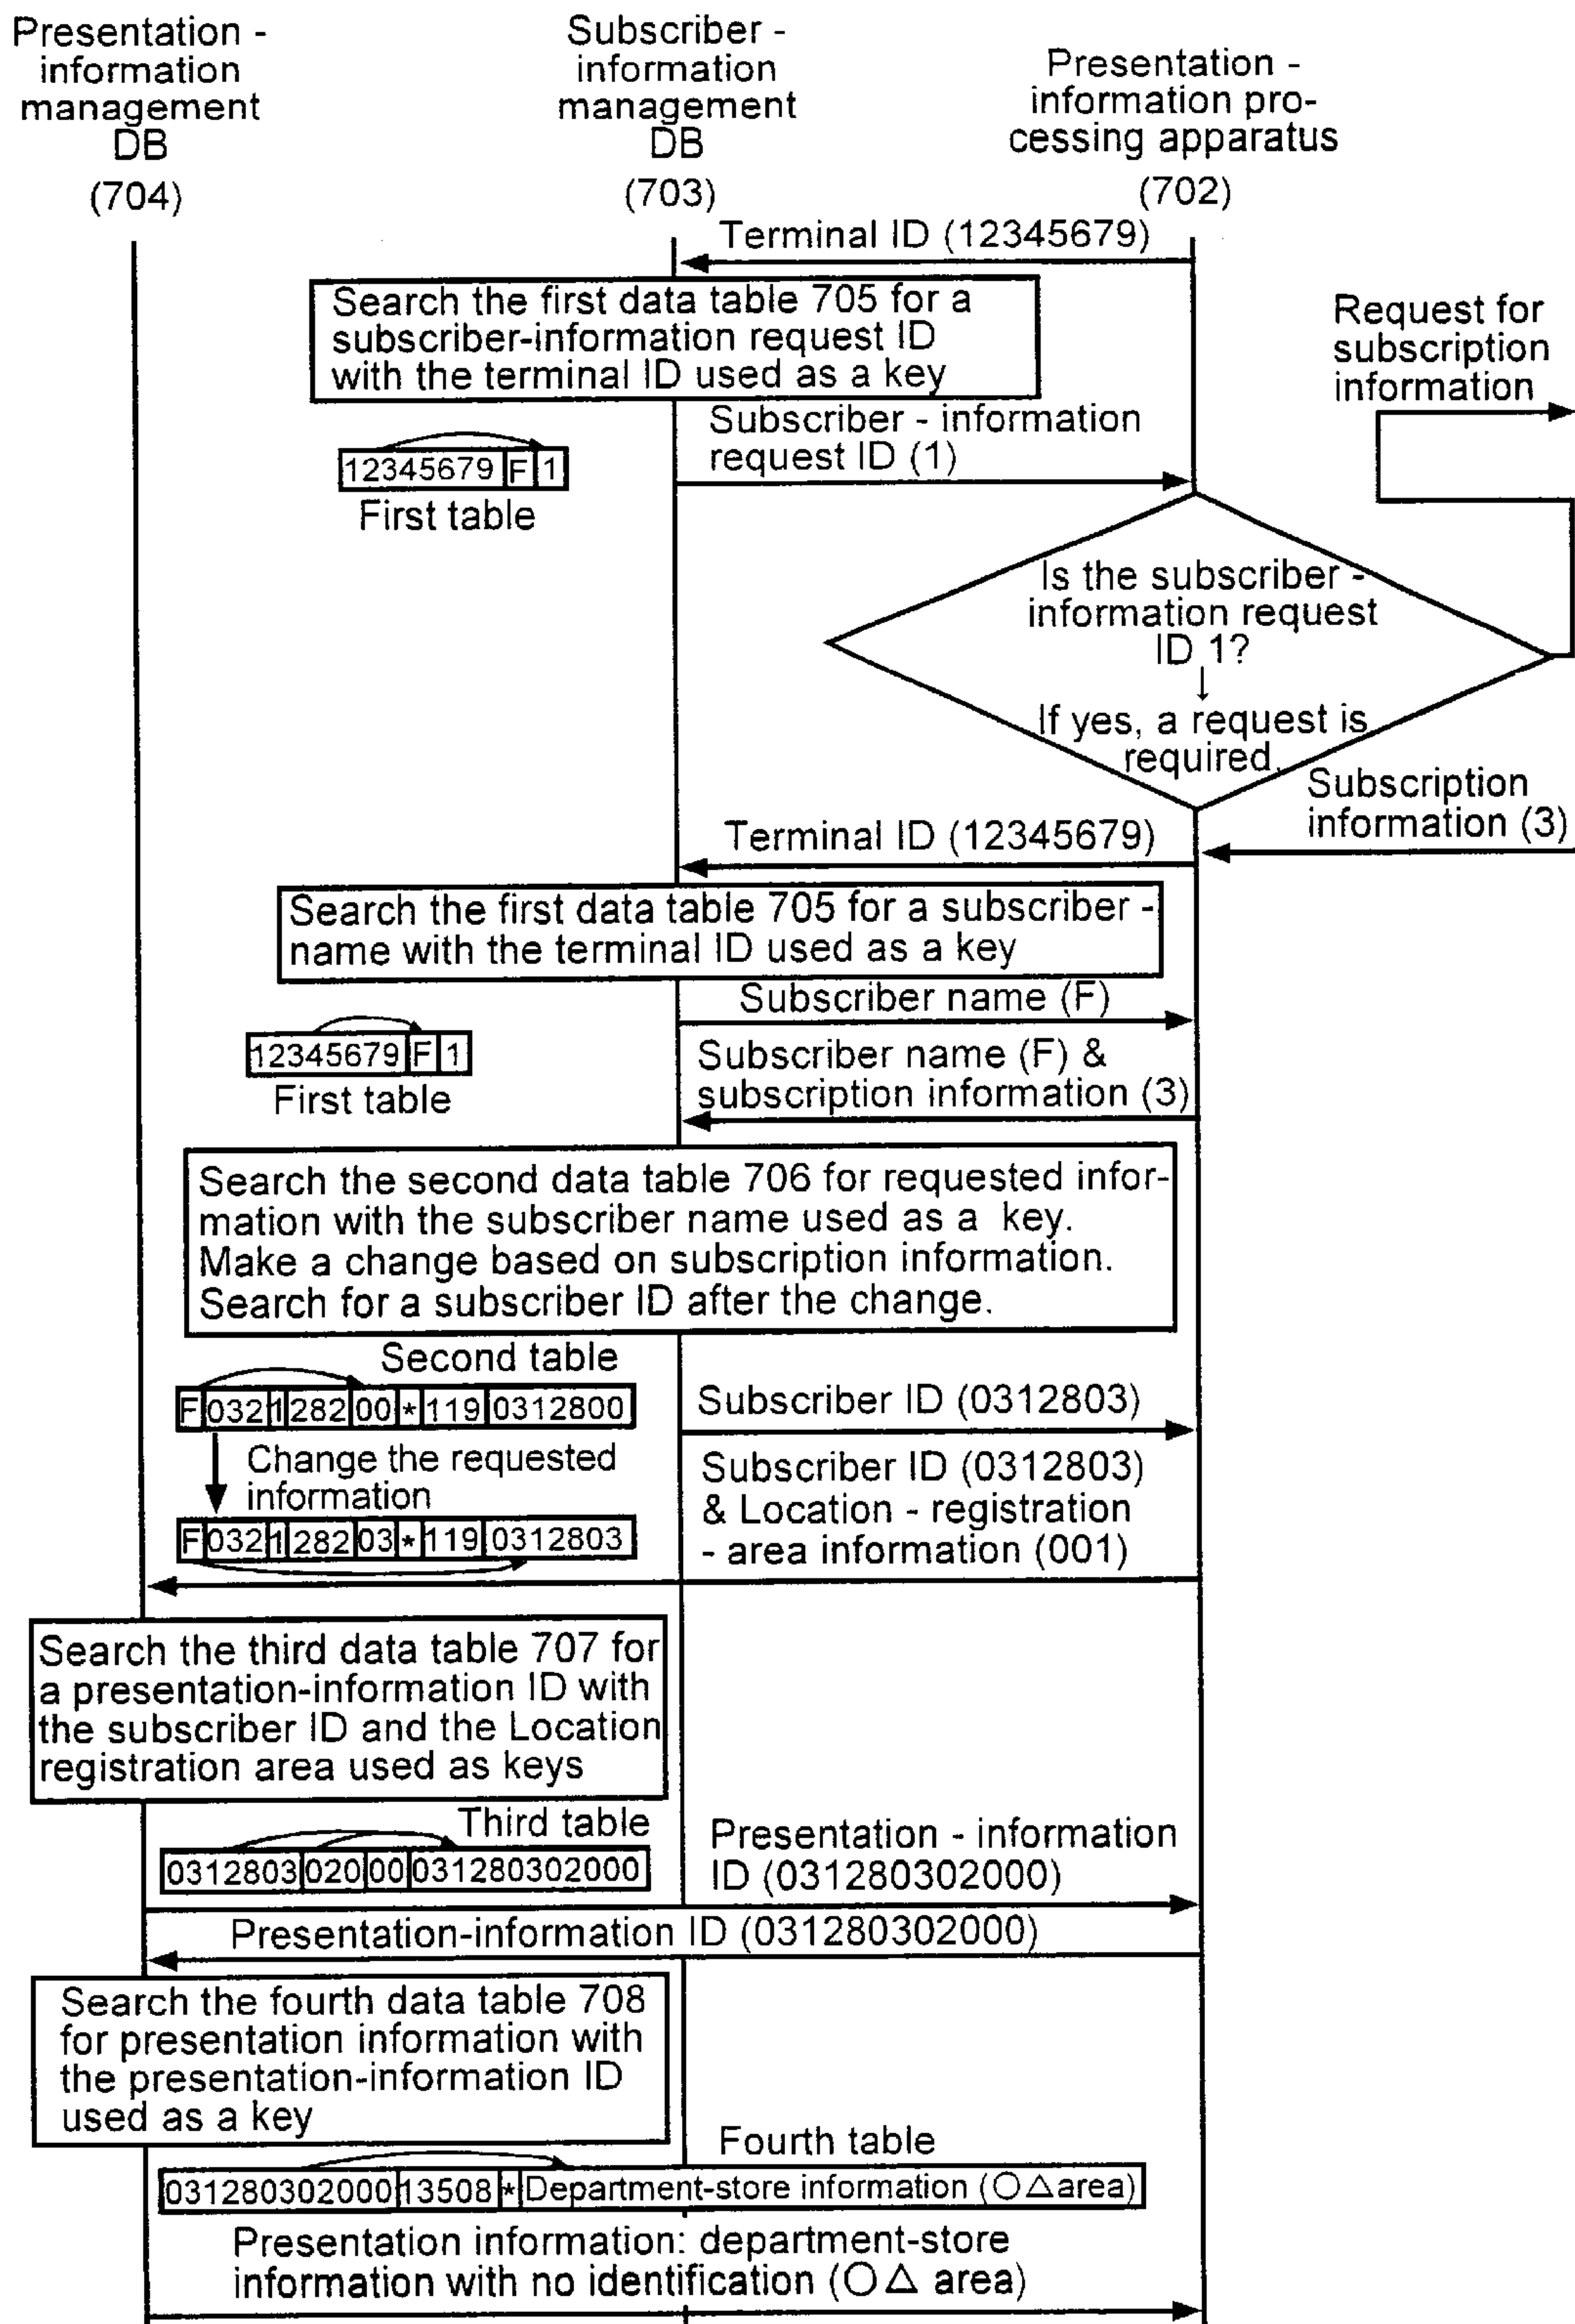 Presentation -
information
management
DB
(704)
Subscriber -
information
management
DB
(703)
Presentation -
information pro-
cessing apparatus
(702)
Terminal ID (12345679)
Search the first data table 705 for a
subscriber-information request ID
with the terminal ID used as a key
Request for
subscription
information
Subscriber - information
request ID (1)
12345679 F 1
First table
Is the subscriber -
information request
ID 1?
↓
If yes, a request is
required.
Subscription
information (3)
Terminal ID (12345679)
Search the first data table 705 for a subscriber -
name with the terminal ID used as a key
Subscriber name (F)
12345679 F 1
First table
Subscriber name (F) &
subscription information (3)
Search the second data table 706 for requested infor-
mation with the subscriber name used as a key.
Make a change based on subscription information.
Search for a subscriber ID after the change.
Second table
F 032 1 282 00 * 119 0312800
Subscriber ID (0312803)
Change the requested
information
F 032 1 282 03 * 119 0312803
Subscriber ID (0312803)
& Location - registration
- area information (001)
Search the third data table 707 for
a presentation-information ID with
the subscriber ID and the Location
registration area used as keys
Third table
0312803 020 00 031280302000
Presentation - information
ID (031280302000)
Presentation-information ID (031280302000)
Search the fourth data table 708
for presentation information with
the presentation-information ID
used as a key
Fourth table
031280302000 13508 * Department-store information (○△area)
Presentation information: department-store
information with no identification (○△ area)